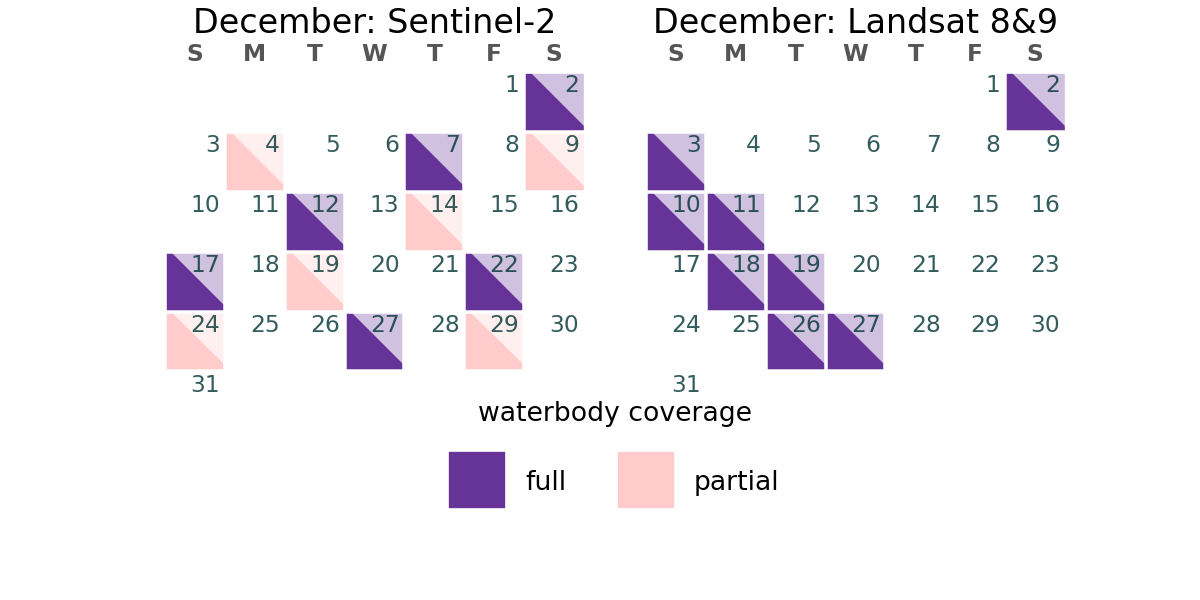 December: Sentinel-2
S M T W T F S
1 2
3 4 5 6 7 8 9
10 11 12 13 14 15 16
17 18 19 20 21 22 23
24 25 26 27 28 29 30
31
December: Landsat 8&9
S M T W T F S
1 2
3 4 5 6 7 8 9
10 11 12 13 14 15 16
17 18 19 20 21 22 23
24 25 26 27 28 29 30
31
waterbody coverage
full partial